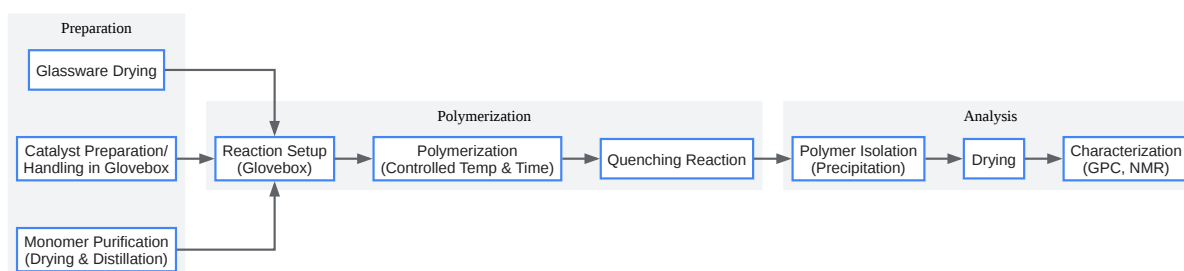 Preparation
Glassware Drying
Catalyst Preparation/
Handling in Glovebox
Monomer Purification
(Drying & Distillation)
Polymerization
Reaction Setup
(Glovebox)
Polymerization
(Controlled Temp & Time)
Quenching Reaction
Analysis
Polymer Isolation
(Precipitation)
Drying
Characterization
(GPC, NMR)